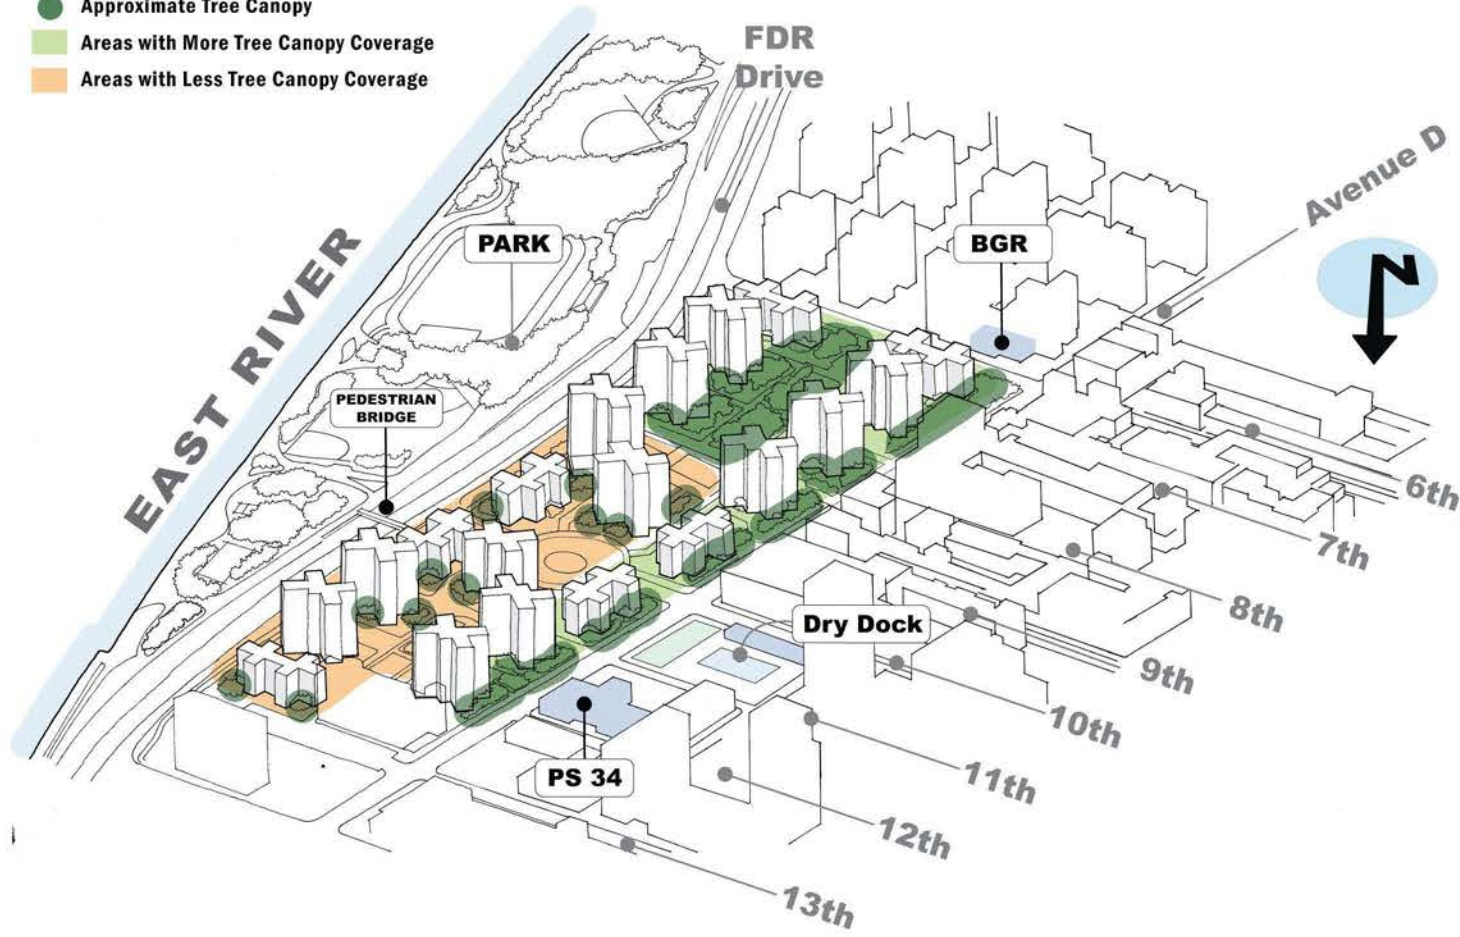 Approximate Tree Canopy
Areas with More Tree Canopy Coverage
Areas with Less Tree Canopy Coverage
FDR
Drive
Avenue D
PARK
BGR
N
EAST RIVER
PEDESTRIAN
BRIDGE
6th
7th
8th
Dry Dock
9th
10th
11th
PS 34
12th
13th